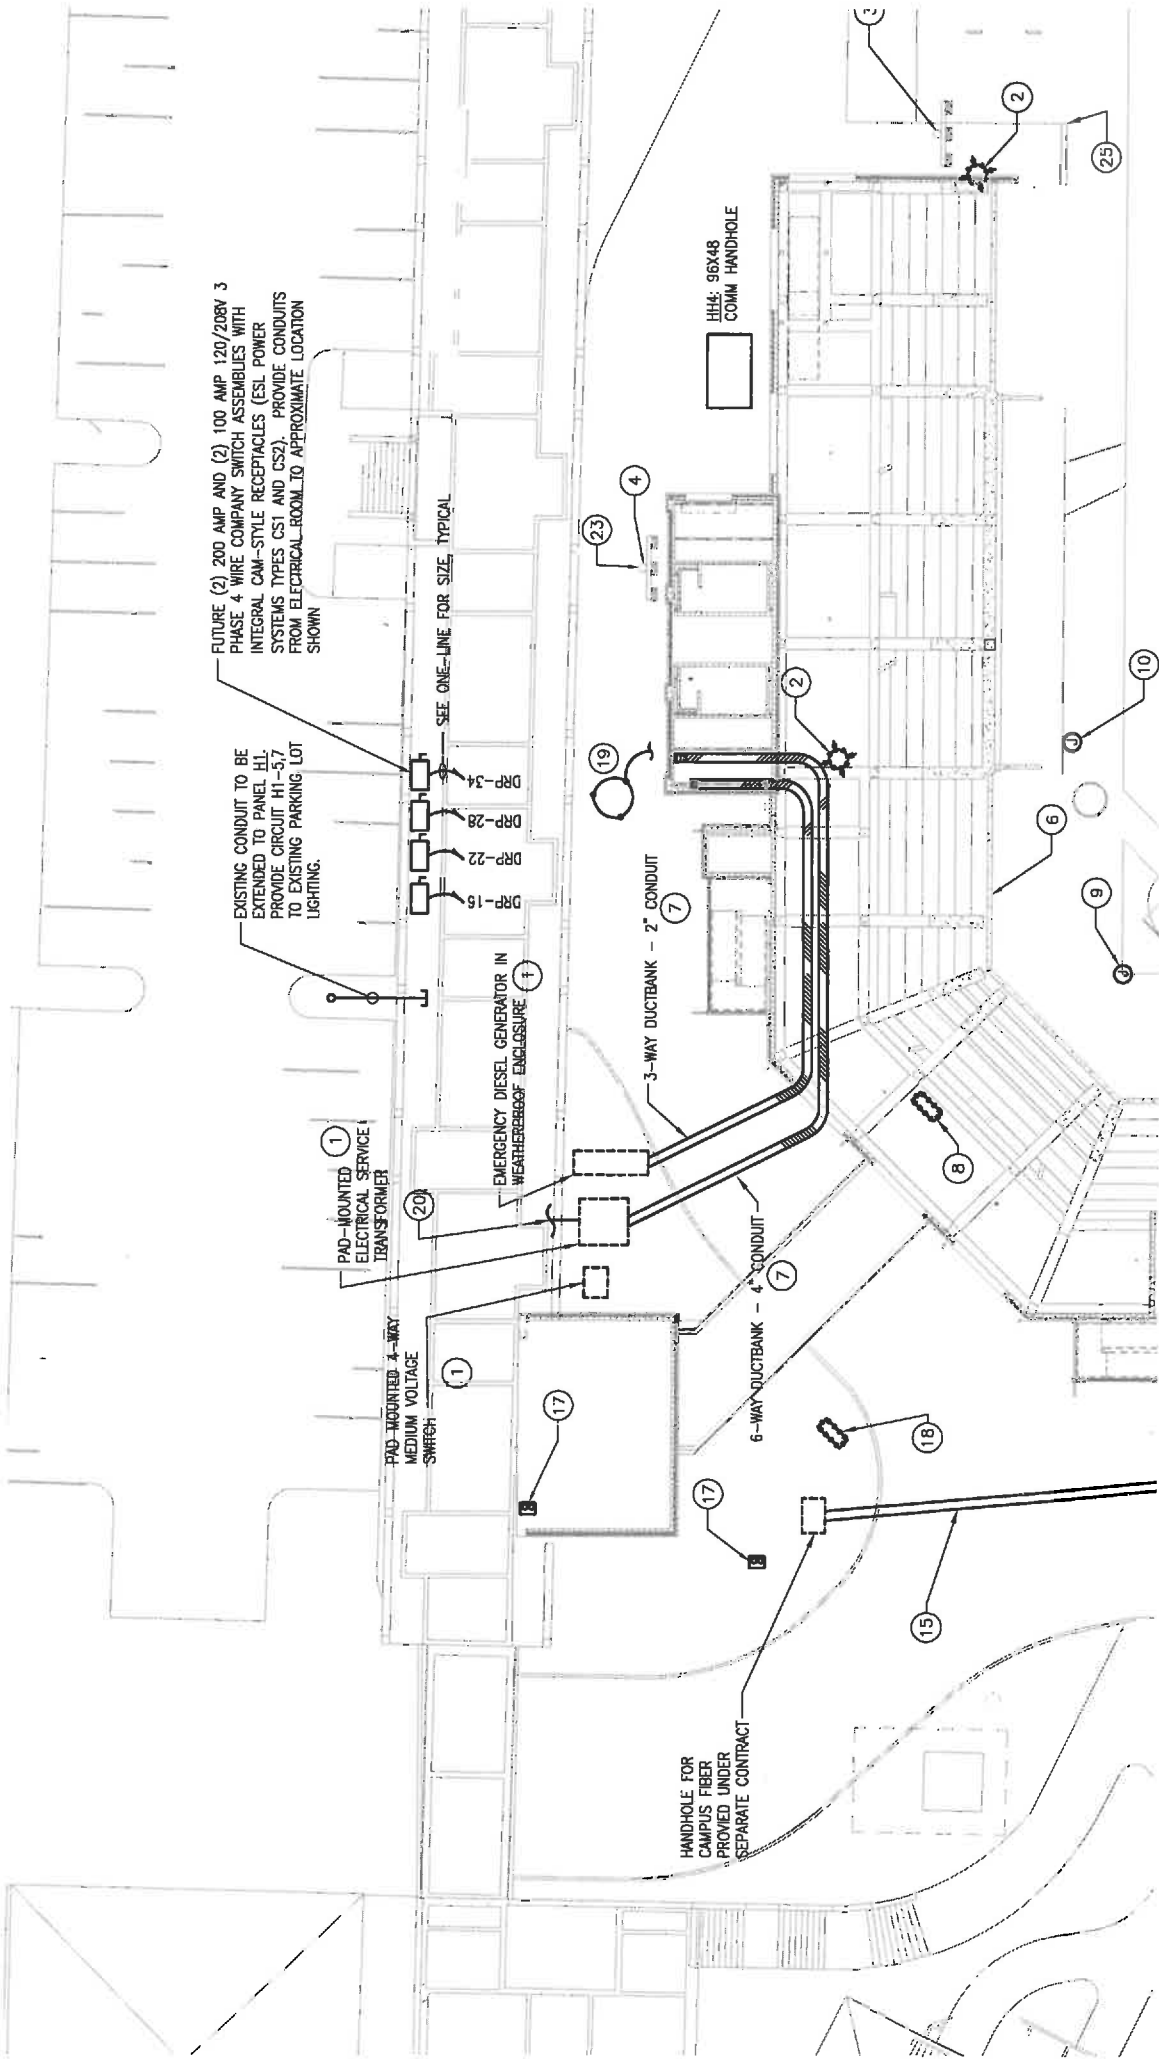 FUTURE (2) 200 AMP AND (2) 100 AMP 120/208V 3
PHASE 4 WIRE COMPANY SWITCH ASSEMBLIES WITH
INTEGRAL CAM-STYLE RECEPTACLES (ESL POWER
SYSTEMS TYPES CS1 AND CS2). PROVIDE CONDUITS
FROM ELECTRICAL ROOM TO APPROXIMATE LOCATION
SHOWN
EXISTING CONDUIT TO BE
EXTENDED TO PANEL H1.
PROVIDE CIRCUIT H1-5,7
TO EXISTING PARKING LOT
LIGHTING.
SEE ONE-LINE FOR SIZE, TYPICAL
DRP-16
DRP-22
DRP-28
DRP-34
1
PAD-MOUNTED
ELECTRICAL SERVICE
TRANSFORMER
20
EMERGENCY DIESEL GENERATOR IN
WEATHERPROOF ENCLOSURE
1
PAD MOUNTED 4-WAY
MEDIUM VOLTAGE
SWITCH
1
17
17
19
23
4
HH4: 96X48
COMM HANDHOLE
3
2
25
3-WAY DUCTBANK - 2" CONDUIT
7
6-WAY DUCTBANK - 4" CONDUIT
7
2
10
J
6
9
J
8
18
15
HANDHOLE FOR
CAMPUS FIBER
PROVIED UNDER
SEPARATE CONTRACT